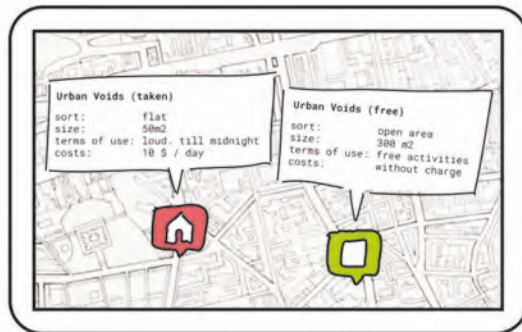 Urban Voids (taken)
sort: flat
size: 50m2
terms of use: loud. till midnight
costs: 10 $ / day
Urban Voids (free)
sort: open area
size: 300 m2
terms of use: free activities
costs: without charge